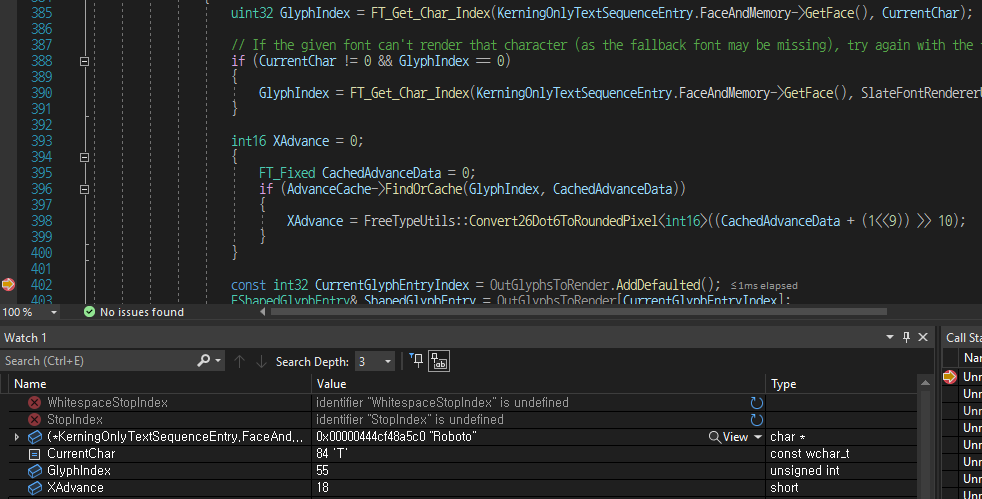 385 uint32 GlyphIndex = FT_Get_Char_Index(KerningOnlyTextSequenceEntry.FaceAndMemory->GetFace(), CurrentChar);
386
387 // If the given font can't render that character (as the fallback font may be missing), try again with the
388 if (CurrentChar != 0 && GlyphIndex == 0)
389 {
390 GlyphIndex = FT_Get_Char_Index(KerningOnlyTextSequenceEntry.FaceAndMemory->GetFace(), SlateFontRenderer
391 }
392
393 int16 XAdvance = 0;
394 {
395 FT_Fixed CachedAdvanceData = 0;
396 if (AdvanceCache->FindOrCache(GlyphIndex, CachedAdvanceData))
397 {
398 XAdvance = FreeTypeUtils::Convert26Dot6ToRoundedPixel<int16>((CachedAdvanceData + (1<<9)) >> 10);
399 }
400 }
401
402 const int32 CurrentGlyphEntryIndex = OutGlyphsToRender.AddDefaulted(); ≤1ms elapsed
403 FShapedGlyphEntry& ShapedGlyphEntry = OutGlyphsToRender[CurrentGlyphEntryIndex];
100 % No issues found
Watch 1 Call Sta
Search (Ctrl+E) Search Depth: 3 Nar
Name Value Type Unr
WhitespaceStopIndex identifier "WhitespaceStopIndex" is undefined Unr
StopIndex identifier "StopIndex" is undefined Unr
(*KerningOnlyTextSequenceEntry,FaceAnd,,, 0x00000444cf48a5c0 "Roboto" View char * Unr
CurrentChar 84 'T' const wchar_t Unr
GlyphIndex 55 unsigned int Unr
XAdvance 18 short Unr